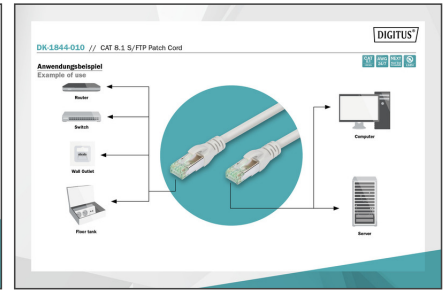 DIGITUS®
DK-1844-010 // CAT 8.1 S/FTP Patch Cord
Anwendungsbeispiel
Example of use
Router
Switch
Wall Outlet
Floor tank
Computer
Server